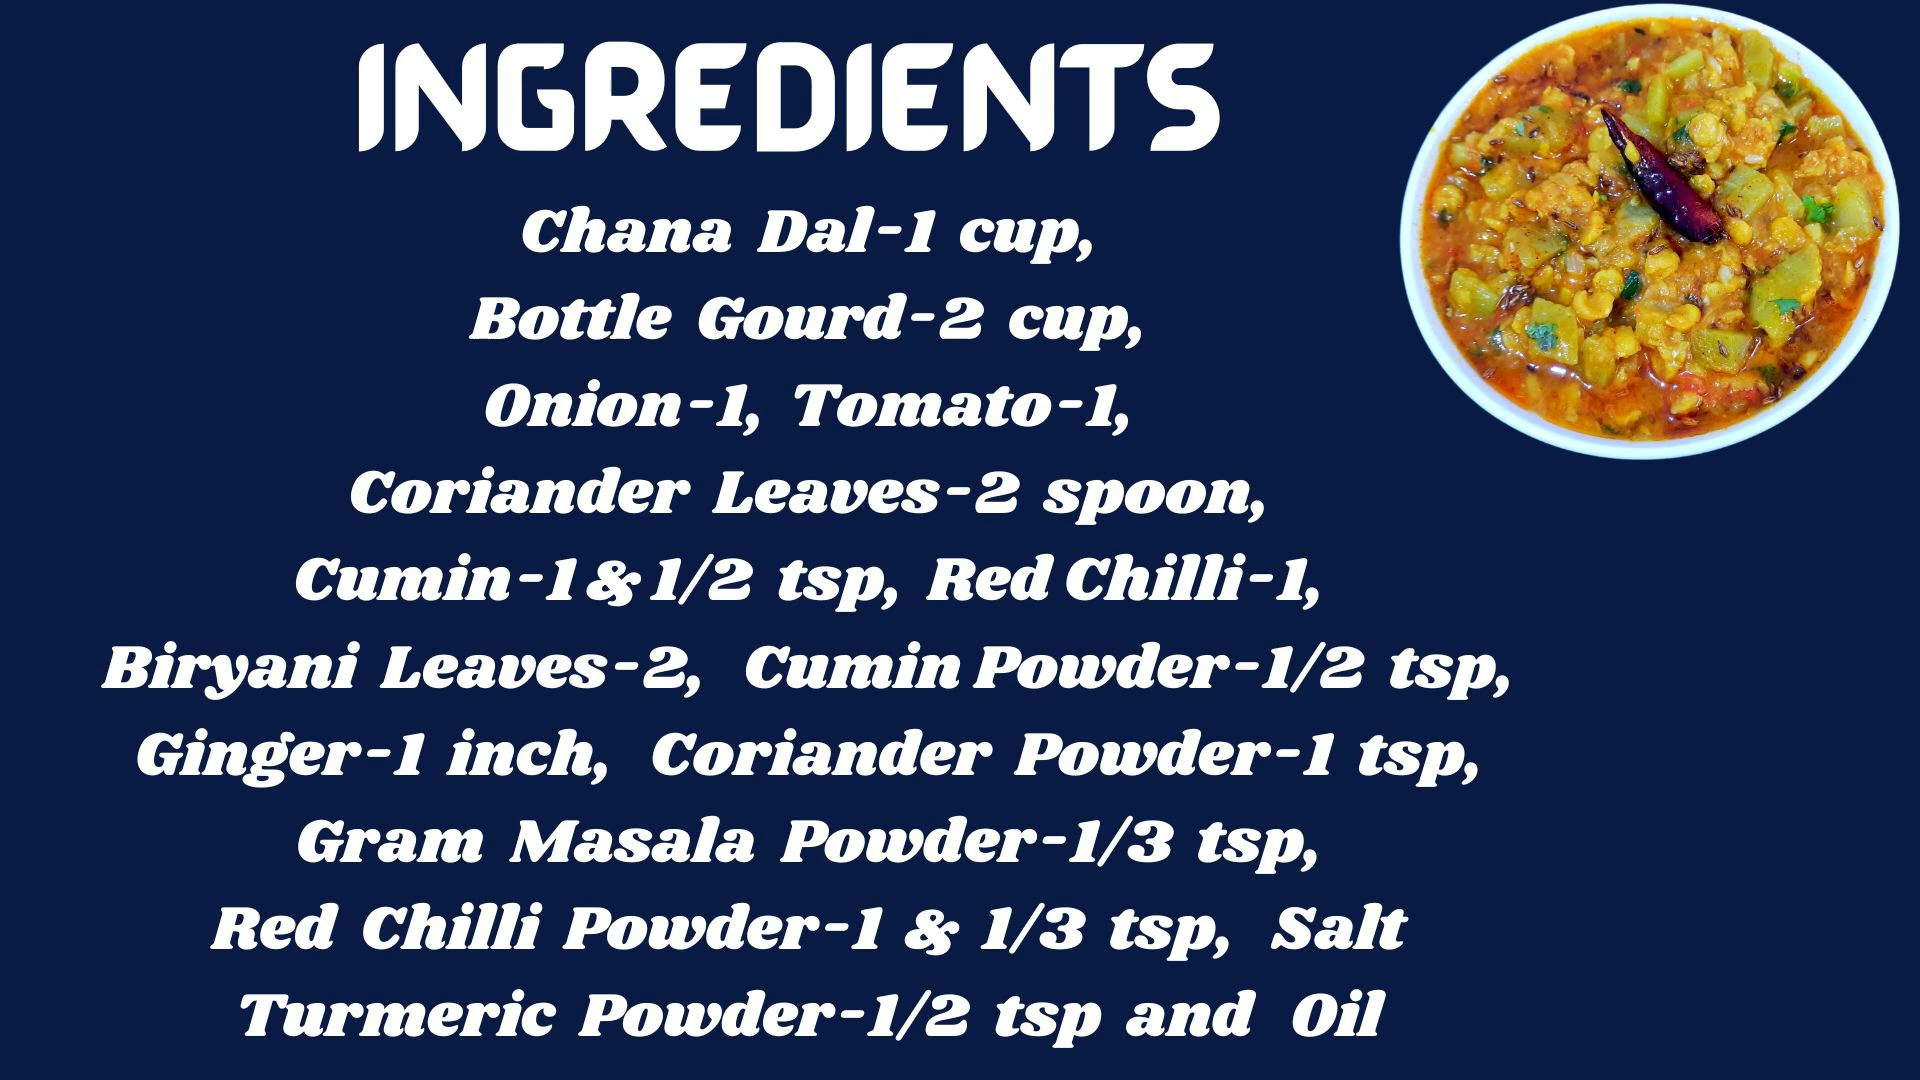 INGREDIENTS
Chana Dal-1 cup,
Bottle Gourd-2 cup,
Onion-1, Tomato-1,
Coriander Leaves-2 spoon,
Cumin-1 & 1/2 tsp, Red Chilli-1,
Biryani Leaves-2, Cumin Powder-1/2 tsp,
Ginger-1 inch, Coriander Powder-1 tsp,
Gram Masala Powder-1/3 tsp,
Red Chilli Powder-1 & 1/3 tsp, Salt
Turmeric Powder-1/2 tsp and Oil